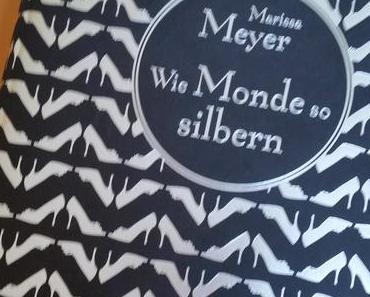 Marissa
Meyer
Wie Monde so
silbern